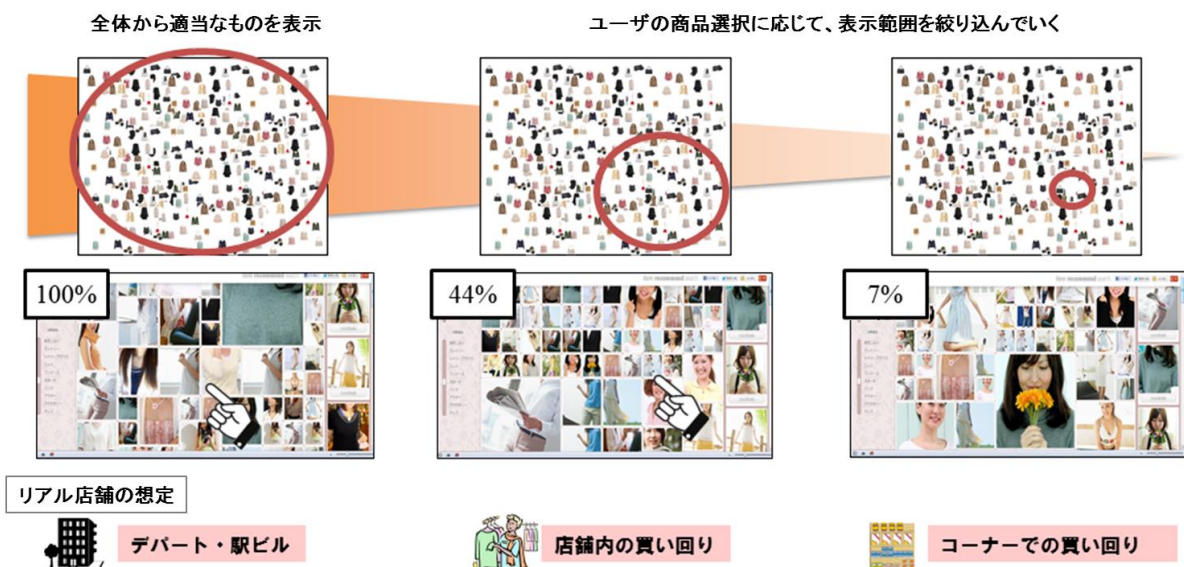 全体から適当なものを表示
ユーザの商品選択に応じて、表示範囲を絞り込んでいく
100%
44%
7%
リアル店舗の想定
デパート・駅ビル
店舗内の買い回り
コーナーでの買い回り